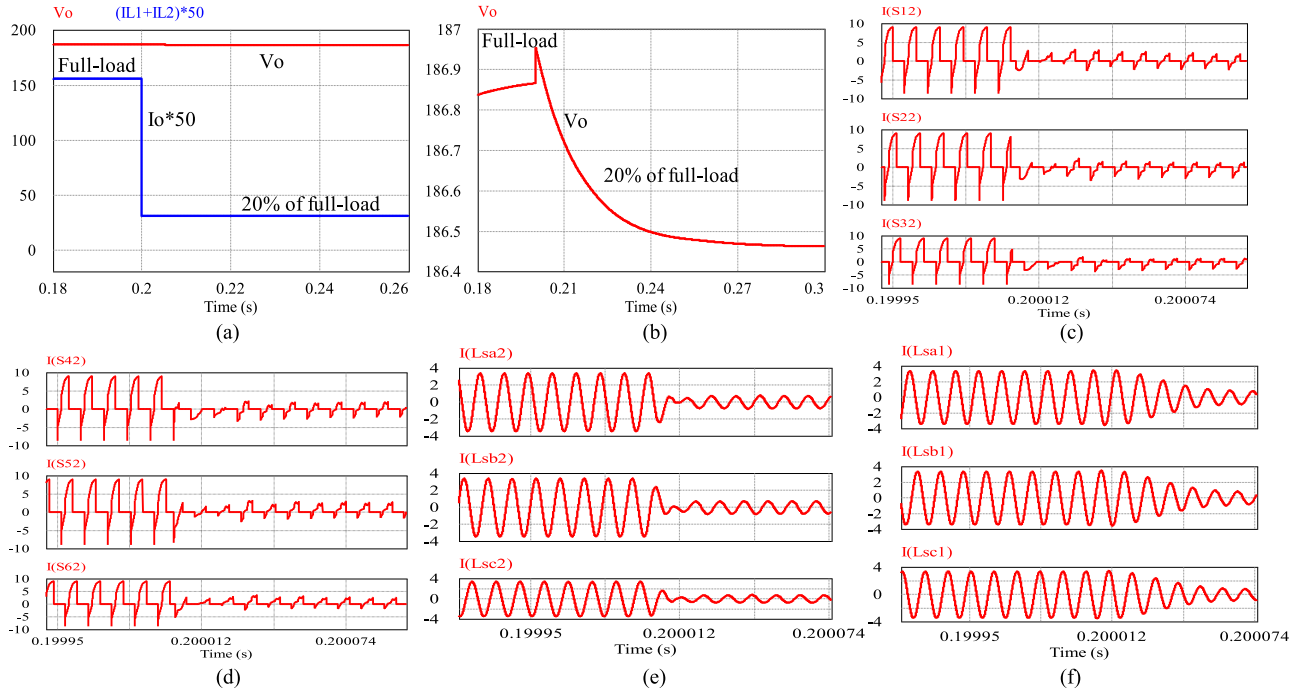 Vo (IL1+IL2)*50
200
150
100
50
0
Full-load
Vo
Io*50
20% of full-load
0.18 0.2 0.22 0.24 0.26
Time (s)
(a)
Vo
187
186.9
186.8
186.7
186.6
186.5
186.4
Full-load
Vo
20% of full-load
0.18 0.21 0.24 0.27 0.3
Time (s)
(b)
I(S12)
10
5
0
-5
-10
I(S22)
10
5
0
-5
-10
I(S32)
10
5
0
-5
-10
0.19995 0.200012 0.200074
Time (s)
(c)
I(S42)
10
5
0
-5
-10
I(S52)
10
5
0
-5
-10
I(S62)
10
5
0
-5
-10
0.19995 0.200012 0.200074
Time (s)
(d)
I(Lsa2)
4
2
0
-2
-4
I(Lsb2)
4
2
0
-2
-4
I(Lsc2)
4
0
-4
0.19995 0.200012 0.200074
Time (s)
(e)
I(Lsa1)
4
2
0
-2
-4
I(Lsb1)
4
2
0
-2
-4
I(Lsc1)
4
2
0
-4
0.19995 0.200012 0.200074
Time (s)
(f)